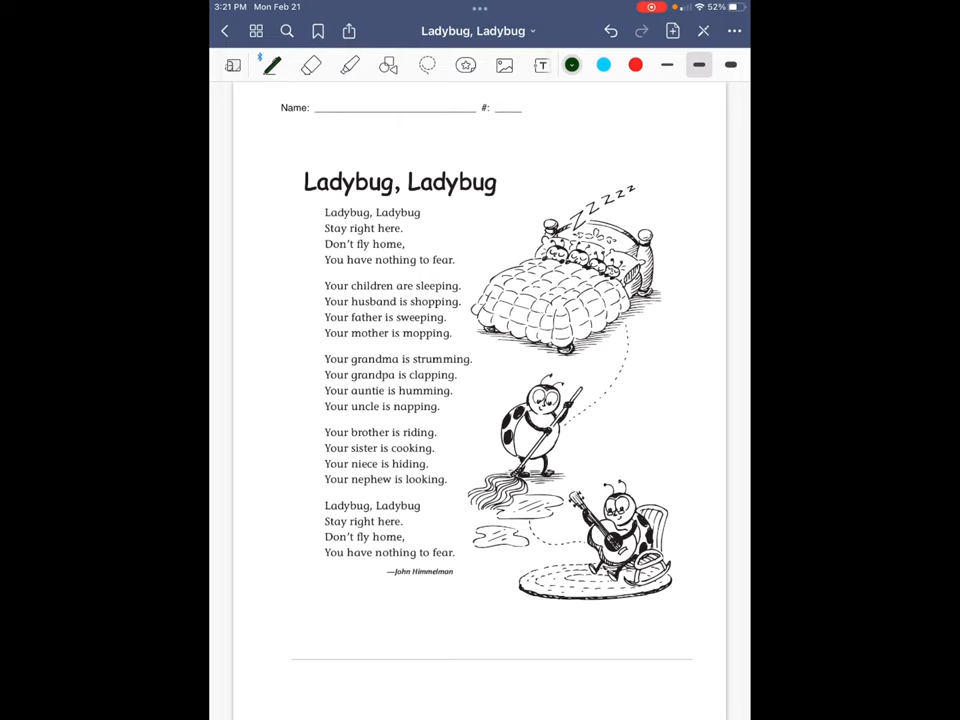 3:21 PM Mon Feb 21
52%
Ladybug, Ladybug
T
Name: #:
Ladybug, Ladybug
Ladybug, Ladybug
Stay right here.
Don't fly home,
You have nothing to fear.
Your children are sleeping.
Your husband is shopping.
Your father is sweeping.
Your mother is mopping.
Your grandma is strumming.
Your grandpa is clapping.
Your auntie is humming.
Your uncle is napping.
Your brother is riding.
Your sister is cooking.
Your niece is hiding.
Your nephew is looking.
Ladybug, Ladybug
Stay right here.
Don't fly home,
You have nothing to fear.
—John Himmelman
ZZZzzz